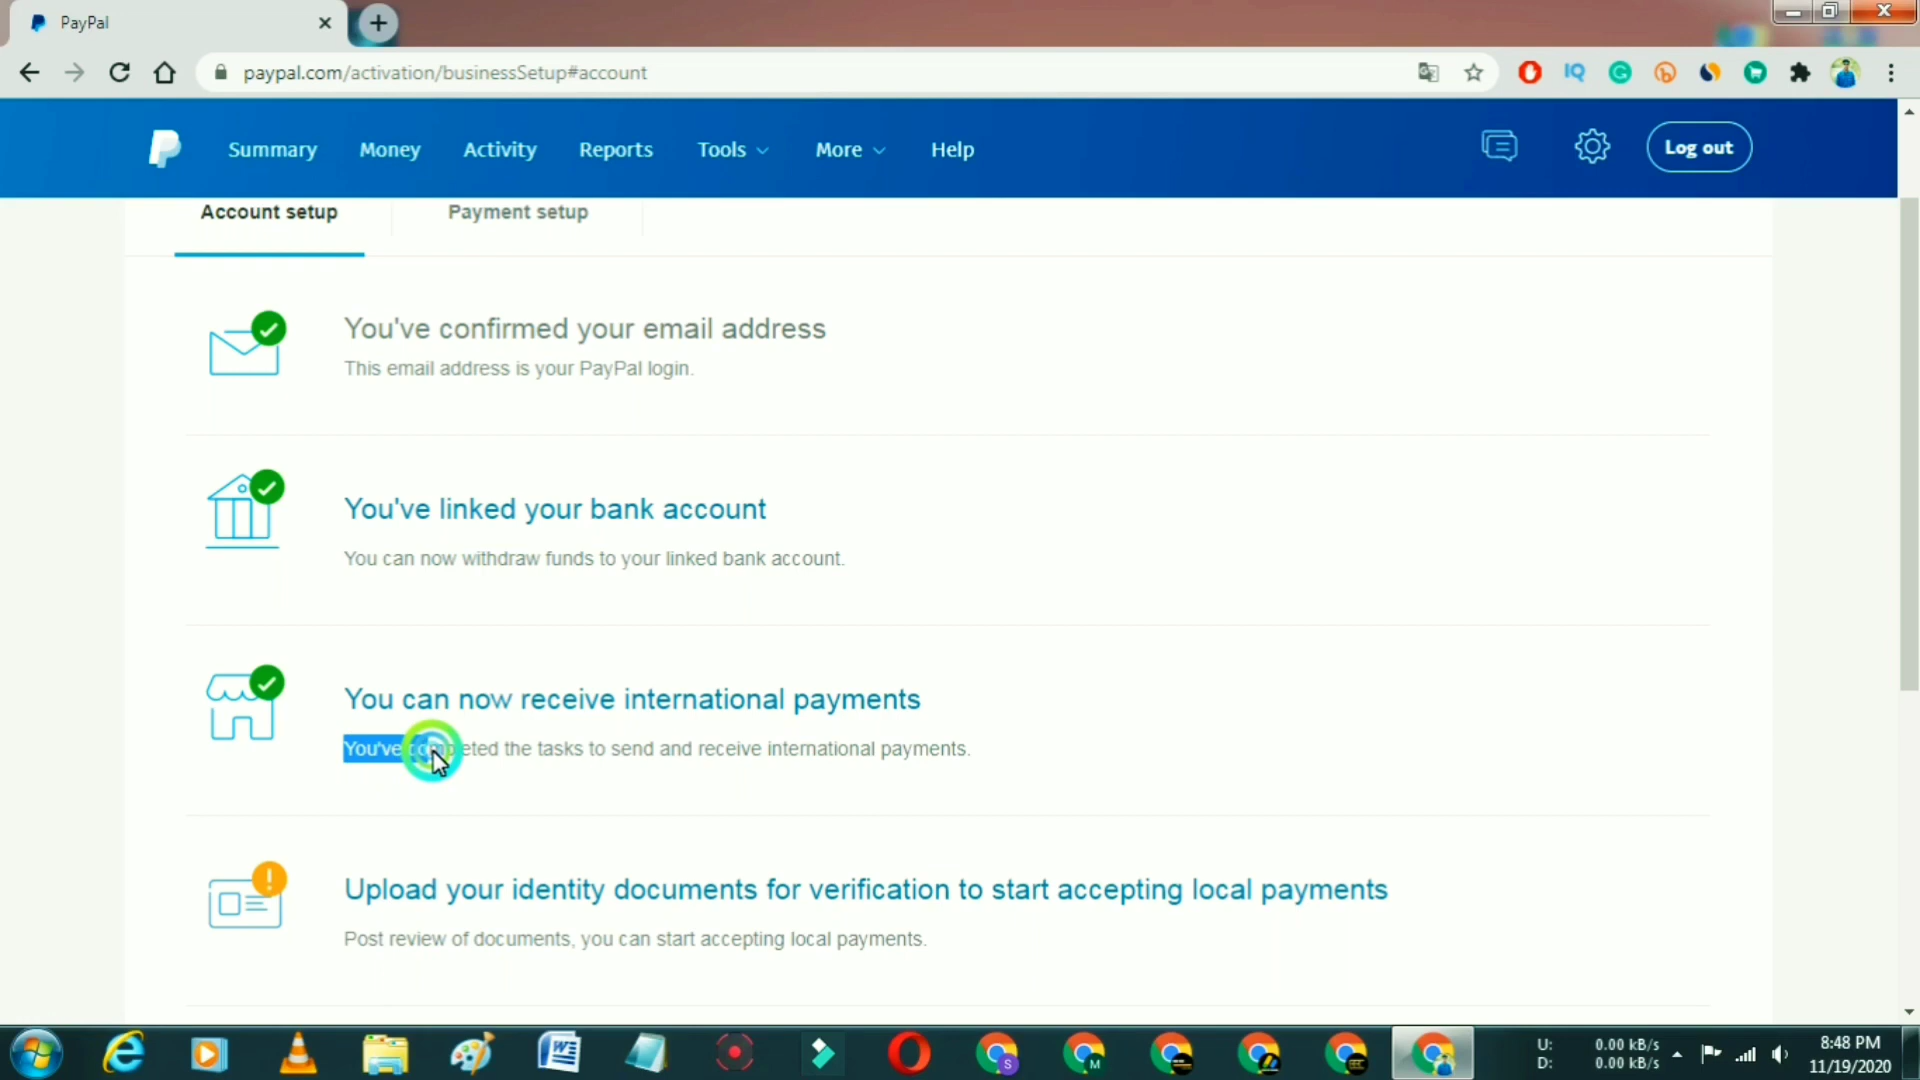 PayPal
paypal.com/activation/businessSetup#account
Summary Money Activity Reports Tools More Help Log out
Account setup Payment setup
You've confirmed your email address
This email address is your PayPal login.
You've linked your bank account
You can now withdraw funds to your linked bank account.
You can now receive international payments
You've completed the tasks to send and receive international payments.
Upload your identity documents for verification to start accepting local payments
Post review of documents, you can start accepting local payments.
U: 0.00 kB/s
D: 0.00 kB/s
8:48 PM
11/19/2020